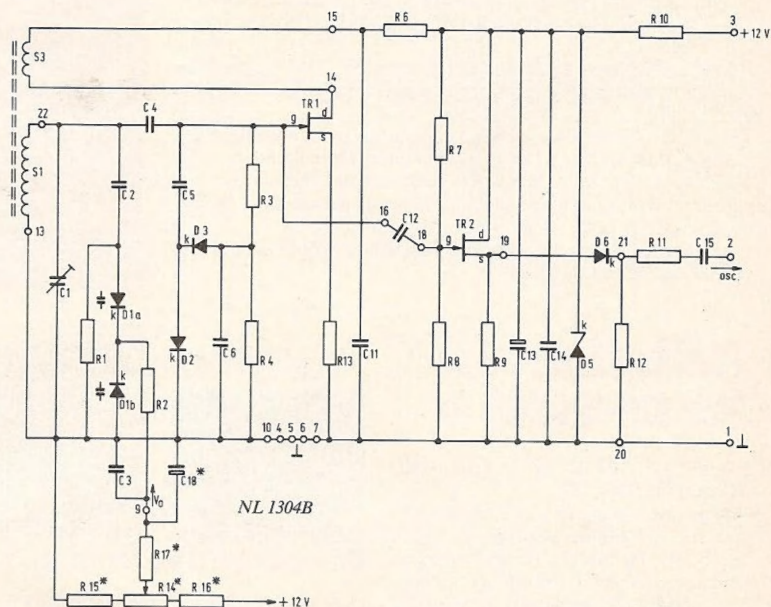 15
R6
R10
3
+12V
S3
14
22
C4
TR1
d
g
s
S1
C2
C5
R3
R7
16
C12
18
TR2
d
g
s
19
D6
k
21
R11
C15
2
osc.
13
C1
D3
k
R1
D1a
k
D2
k
C6
R4
R13
C11
R8
R9
C13
C14
k
D5
R12
k
D1b
R2
10 4 5 6 7
20
1
C3
C18*
9
NL 1304B
R17*
R15*
R14*
R16*
+12V